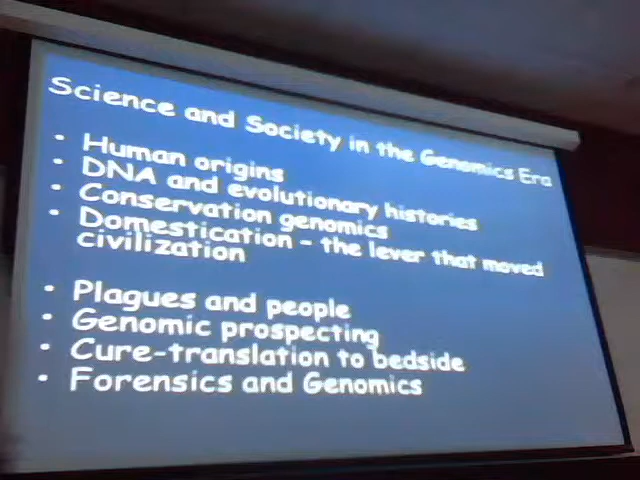 Science and Society in the Genomics Era
• Human origins
• DNA and evolutionary histories
• Conservation genomics
• Domestication – the lever that moved
civilization
• Plagues and people
• Genomic prospecting
• Cure-translation to bedside
• Forensics and Genomics